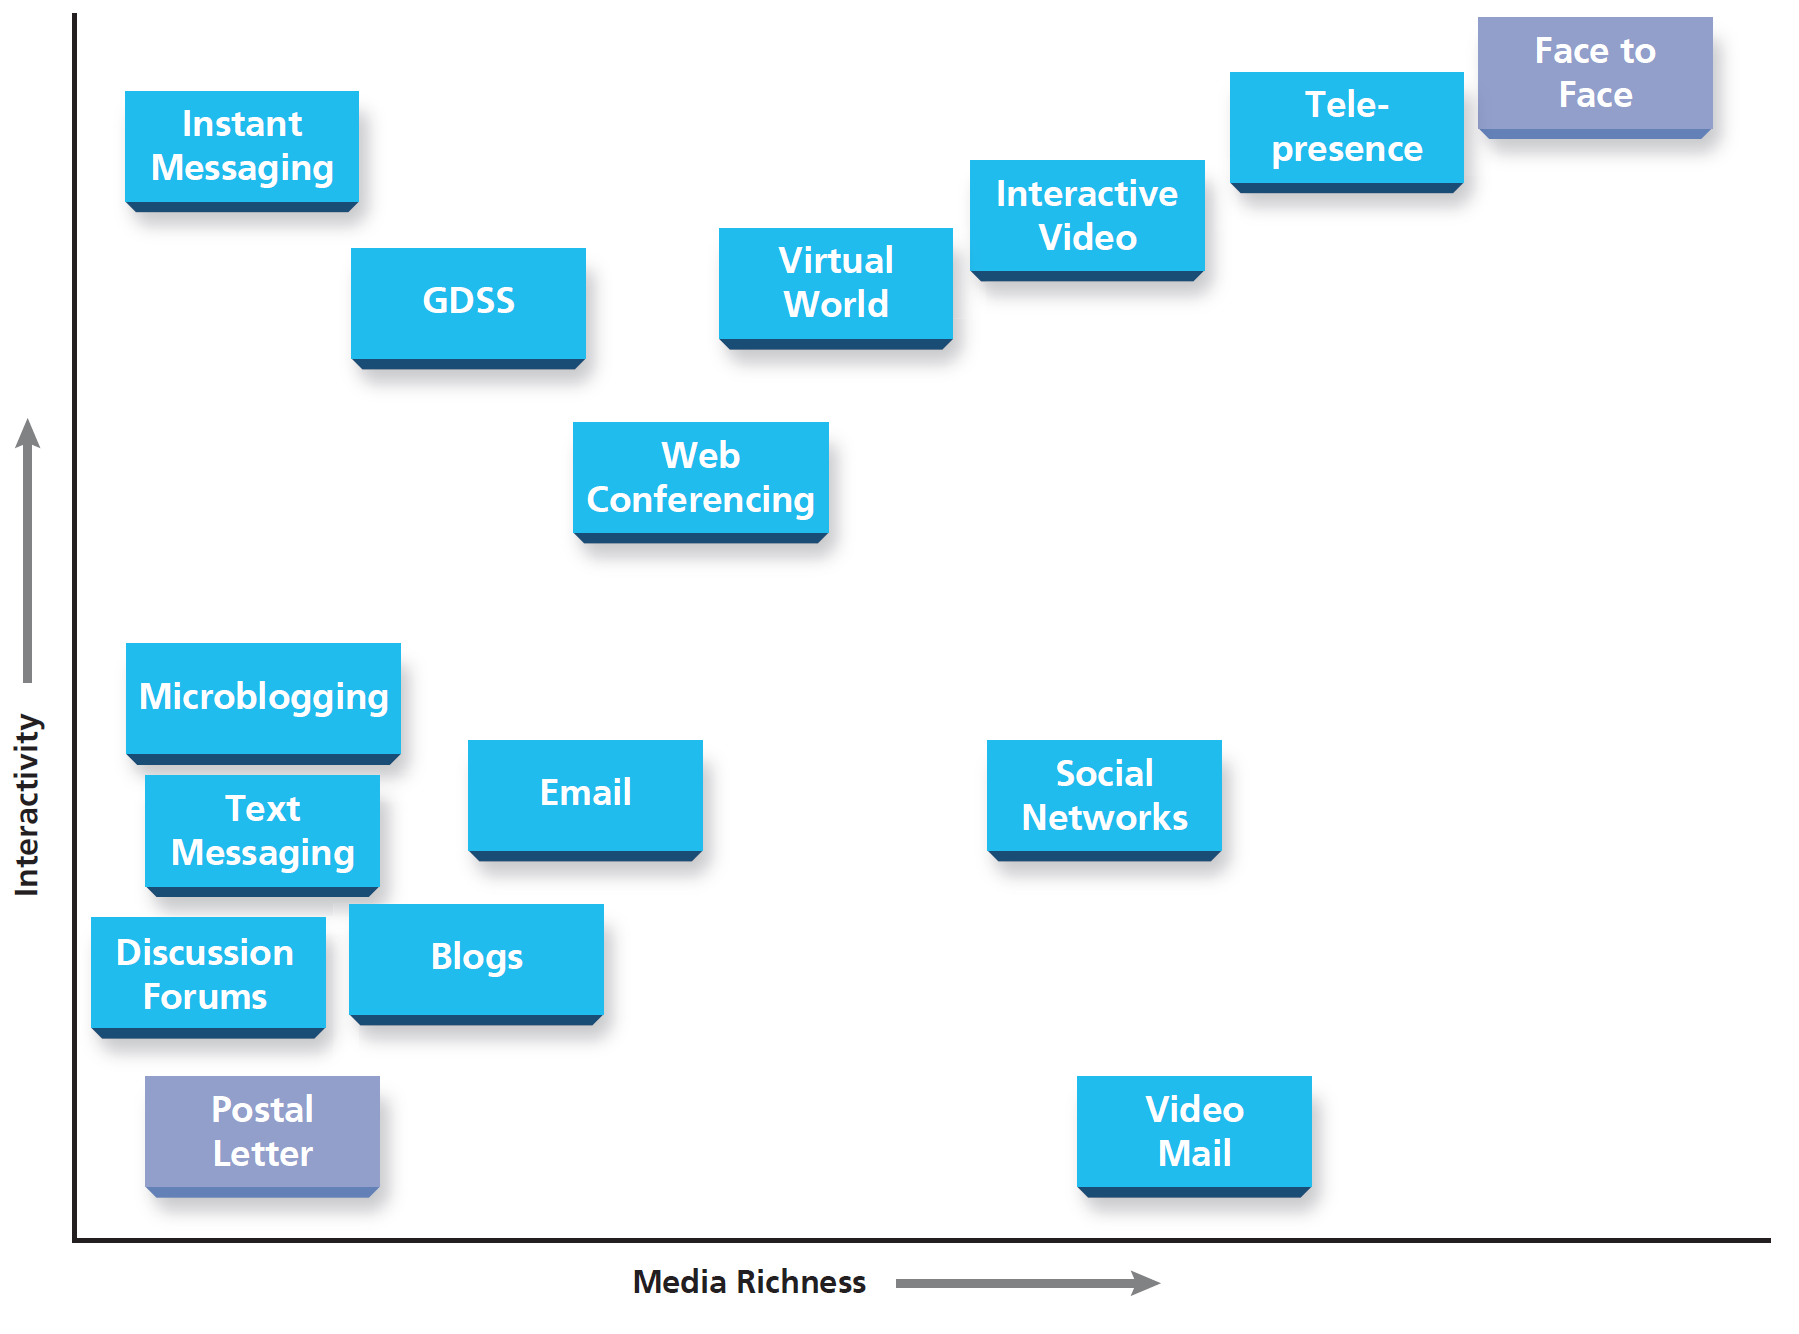 Face to
Face
Tele-
presence
Instant
Messaging
Interactive
Video
Virtual
World
GDSS
Web
Conferencing
Microblogging
Text
Messaging
Email
Social
Networks
Discussion
Forums
Blogs
Postal
Letter
Video
Mail
Interactivity
Media Richness